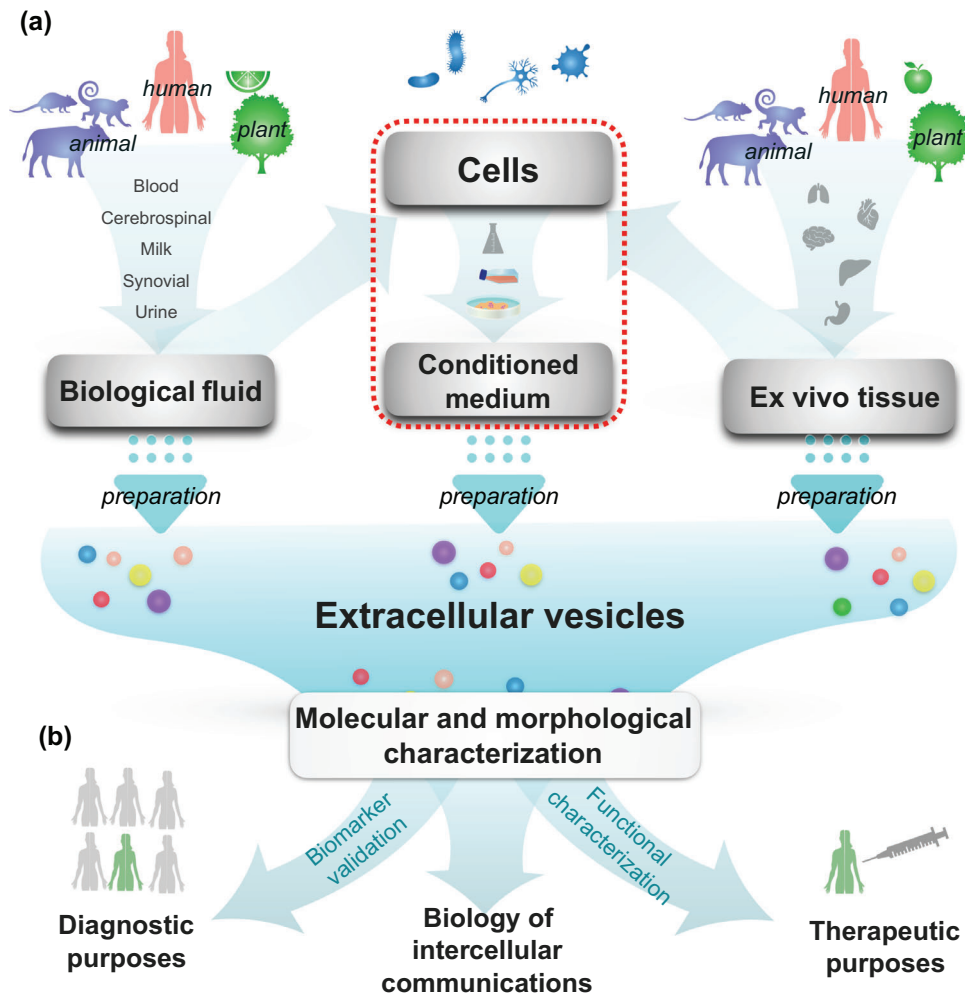 (a)
human
animal
plant
Blood
Cerebrospinal
Milk
Synovial
Urine
Biological fluid
Cells
Conditioned
medium
human
animal
plant
Ex vivo tissue
preparation
preparation
preparation
Extracellular vesicles
Molecular and morphological
characterization
(b)
Biomarker
validation
Functional
characterization
Diagnostic
purposes
Biology of
intercellular
communications
Therapeutic
purposes